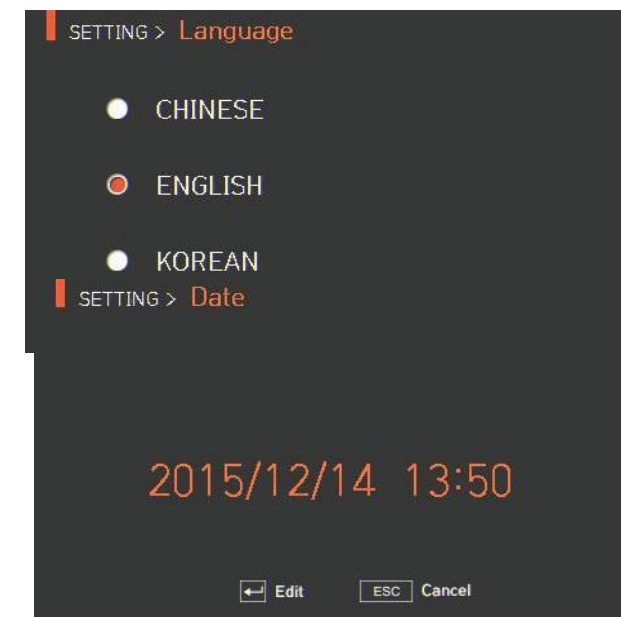 SETTING > Language
CHINESE
ENGLISH
KOREAN
SETTING > Date
2015/12/14 13:50
Edit ESC Cancel